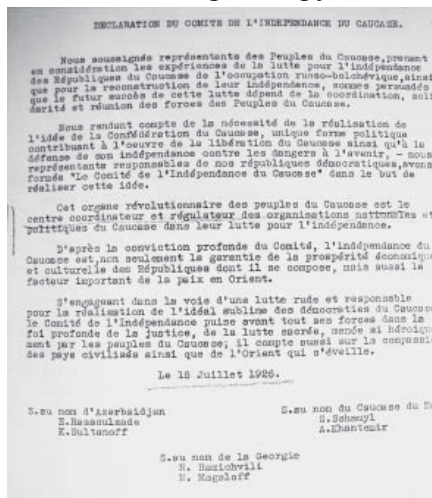 DECLARATION DU COMITE DE L'INDEPENDANCE DU CAUCASE.
Nous soussignés représentants des Peuples du Caucase,prenant
en considération les expériences de la lutte pour l'indépendance
des Républiques du Caucase de l'occupation russo-bolchévique,ainsi
que pour la reconstruction de leur indépendance, sommes persuadés
que le futur succès de cette lutte dépend de la coordination, soli
darité et réunion des forces des Peuples du Caucase.
Nous rendant compte de la nécessité de la réalisation de
l'idée de la Confédération du Caucase, unique forme politique
contribuant à l'oeuvre de la libération du Caucase ainsi qu'à la
défense de son indépendance contre les dangers à l'avenir, - nous
représentants responsables de nos républiques démocratiques,avons
formés "Le Comité de l'Indépendance du Caucase" dans le but de
réaliser cette idée.
Cet organe révolutionnaire des peuples du Caucase est le
centre coordinateur et régulateur des organisations nationales et
politiques du Caucase dans leur lutte pour l'indépendance.
D'après la conviction profonde du Comité, l'indépendance du
Caucase est,non seulement la garantie de la prospérité économique
et culturelle des Républiques dont il se compose, mais aussi le
facteur important de la paix en Orient.
S'engageant dans la voie d'une lutte rude et responsable
pour la réalisation de l'idéal sublime des démocraties du Caucase
le Comité de l'Indépendance puise avant tout ses forces dans la
foi profonde de la justice, de la lutte sacrée, menée si héroique
ment par les peuples du Caucase; il compte aussi sur la compassion
des pays civilisés ainsi que de l'Orient qui s'éveille.
Le 15 Juillet 1926.
S.au nom d'Azerbaidjan
E.Rassoulzade
K.Sultanoff
S.au nom du Caucase du
S.Schamyl
A.Khantemir
S.au nom de la Georgie
N. Ramichvili
N. Magaloff